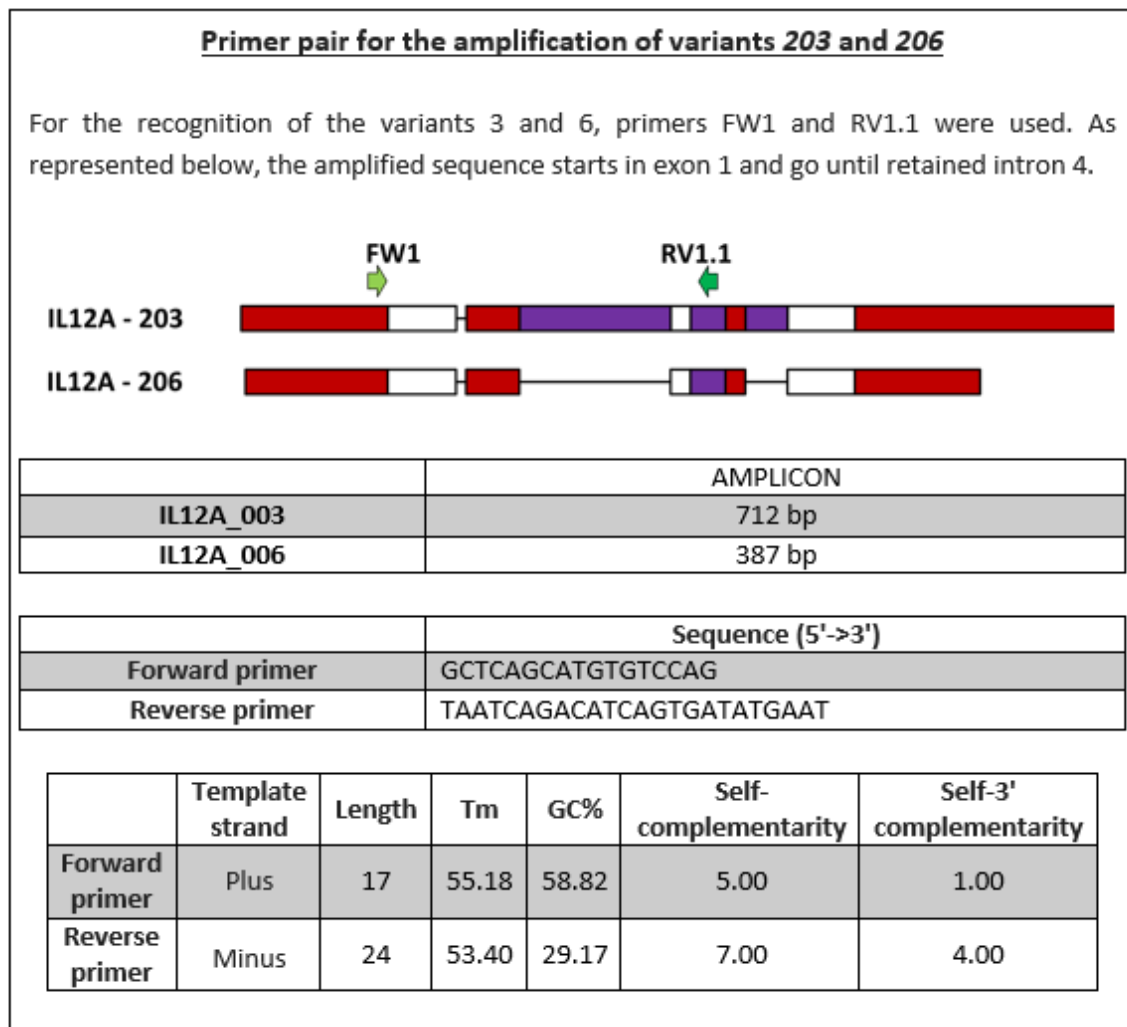 Primer pair for the amplification of variants 203 and 206
For the recognition of the variants 3 and 6, primers FW1 and RV1.1 were used. As
represented below, the amplified sequence starts in exon 1 and go until retained intron 4.
FW1 RV1.1
IL12A - 203
IL12A - 206
AMPLICON
IL12A_003 712 bp
IL12A_006 387 bp
Sequence (5'->3')
Forward primer GCTCAGCATGTGTCCAG
Reverse primer TAATCAGACATCAGTGATATGAAT
Template strand Length Tm GC% Self-complementarity Self-3' complementarity
Forward primer Plus 17 55.18 58.82 5.00 1.00
Reverse primer Minus 24 53.40 29.17 7.00 4.00